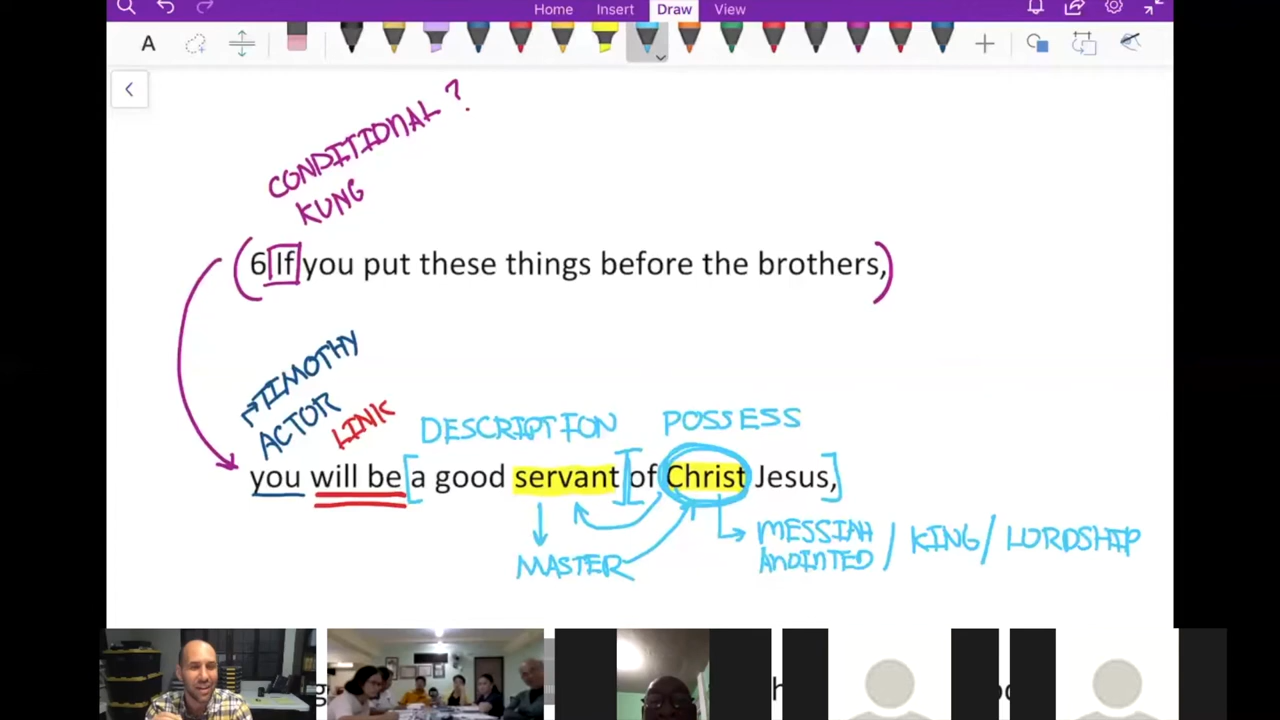 Home Insert Draw View
A
CONDITIONAL ?
KUNG
(6 If you put these things before the brothers,)
TIMOTHY
ACTOR
LINK
DESCRIPTION POSSESS
you will be [a good servant] [of Christ Jesus,]
MASTER
MESSIAH
ANOINTED / KING / LORDSHIP